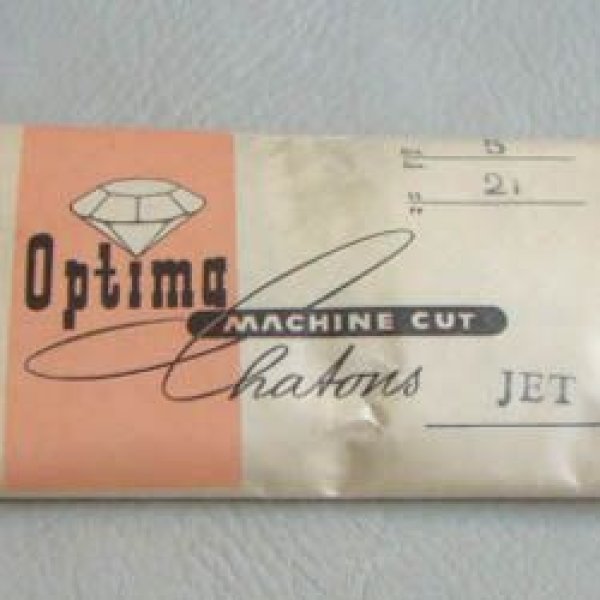 5
21
Optima
MACHINE CUT
Chatons
JET